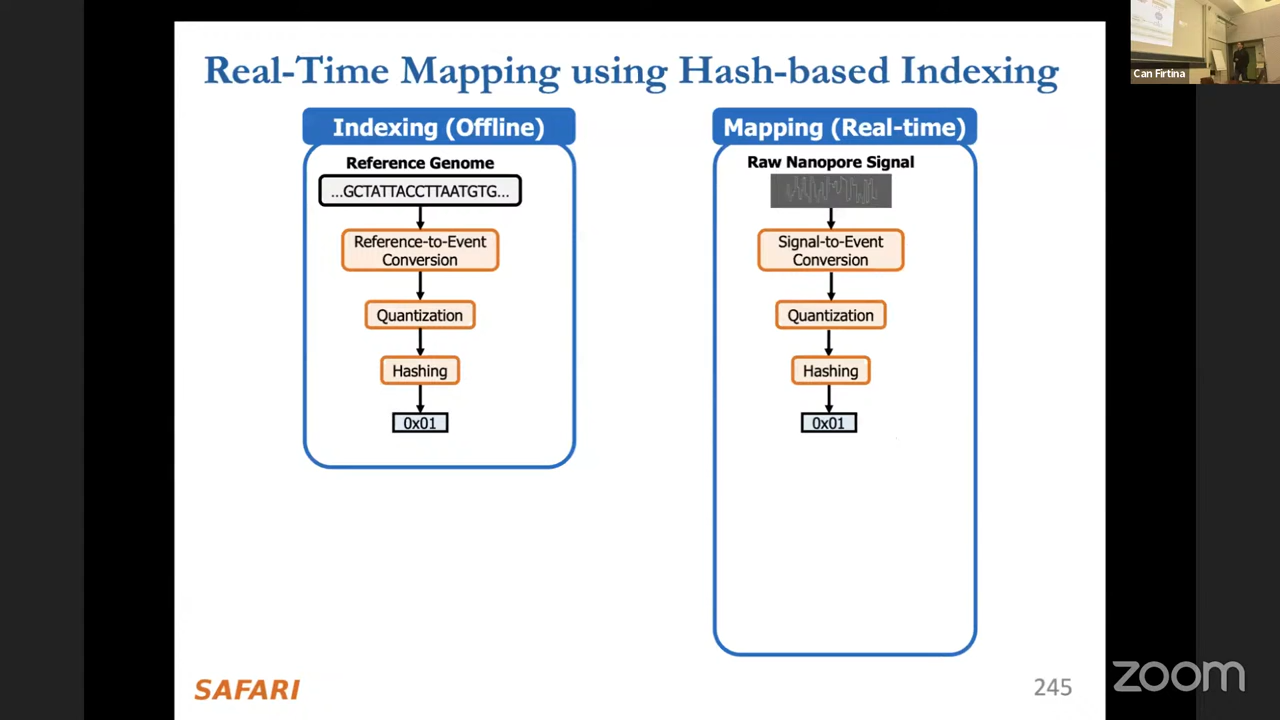 Real-Time Mapping using Hash-based Indexing
Indexing (Offline)
Reference Genome
...GCTATTACCTTAATGTG...
Reference-to-Event
Conversion
Quantization
Hashing
0x01
Mapping (Real-time)
Raw Nanopore Signal
Signal-to-Event
Conversion
Quantization
Hashing
0x01
SAFARI
245
Can Firtina
zoom